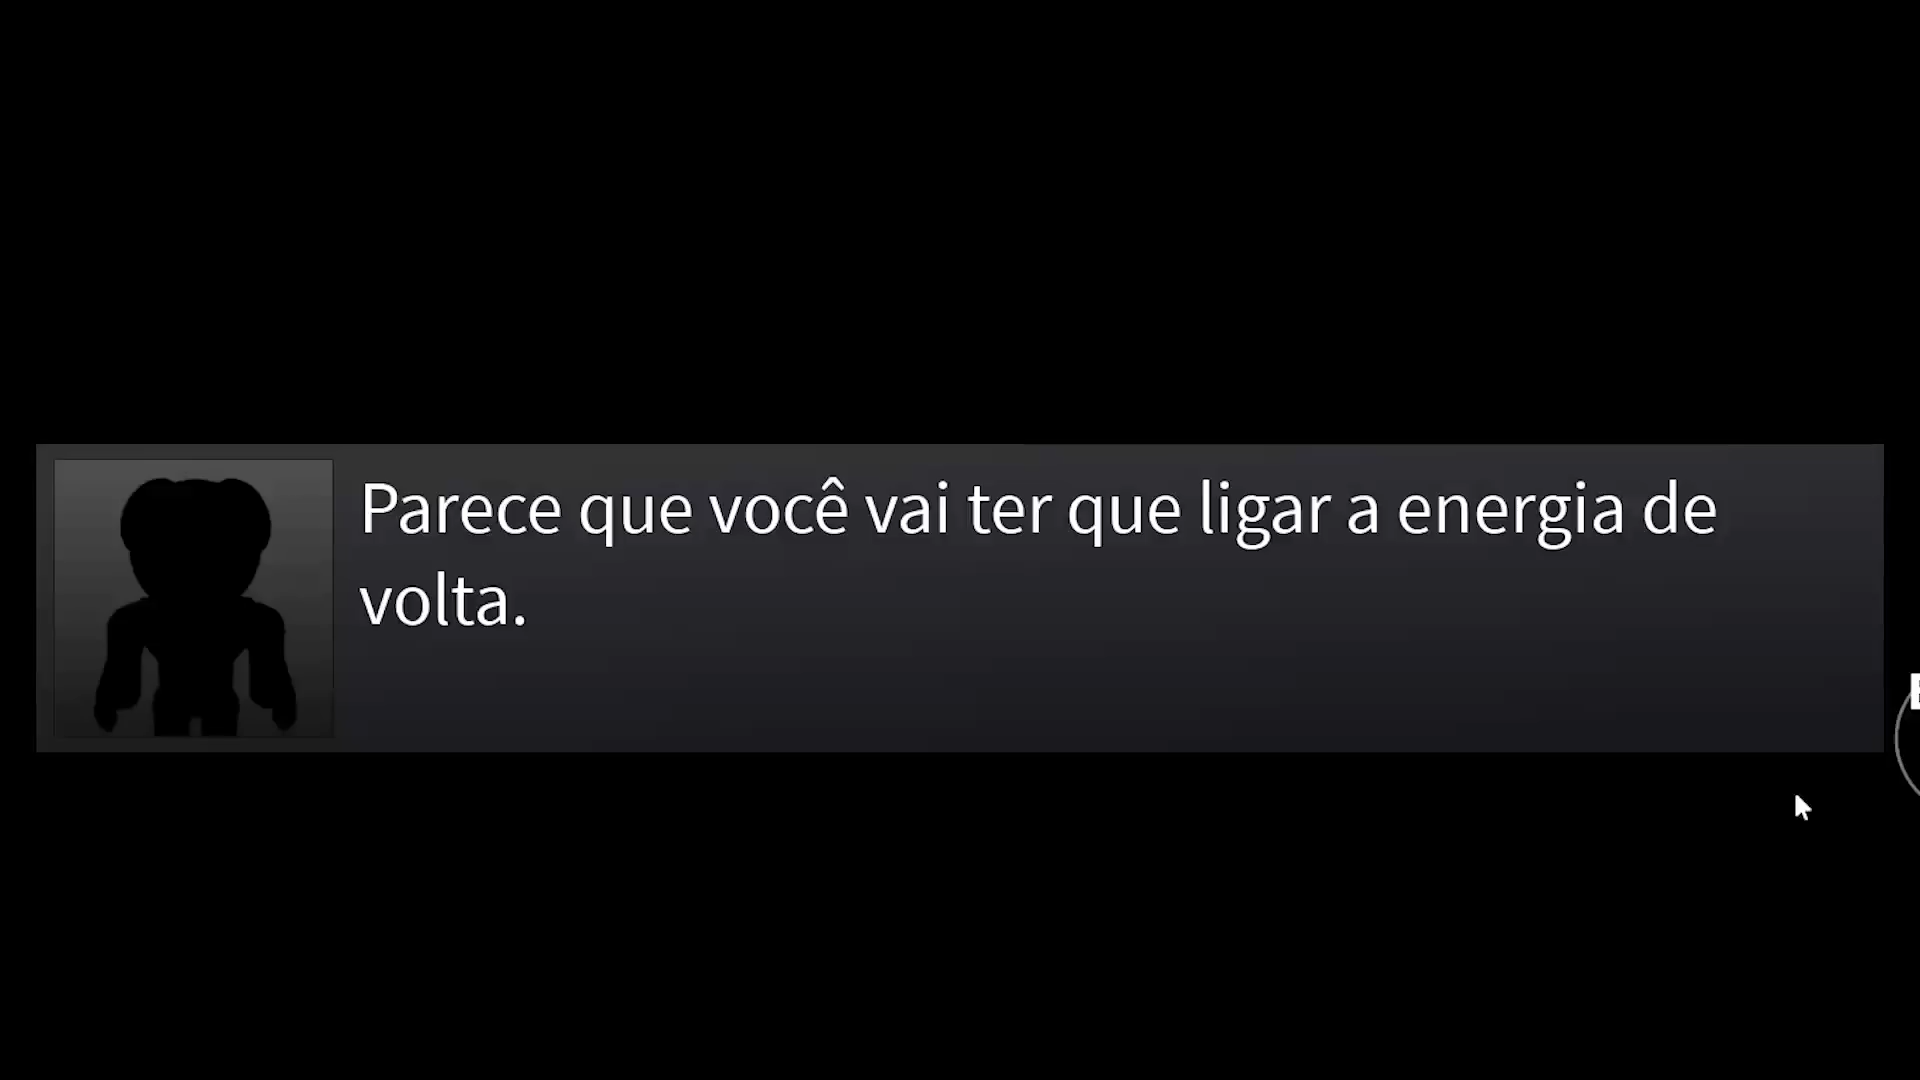 Parece que você vai ter que ligar a energia de
volta.